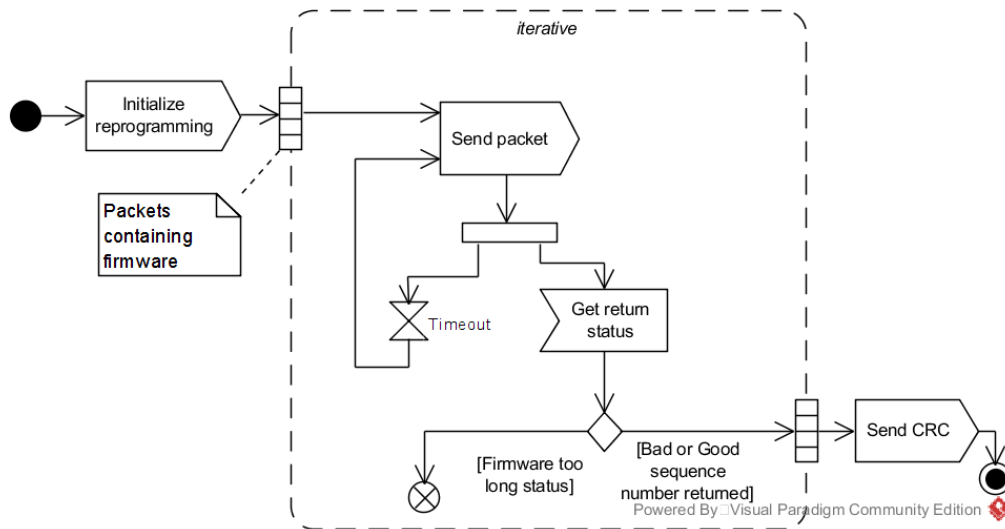 iterative
Initialize
reprogramming
Send packet
Packets
containing
firmware
Timeout
Get return
status
[Firmware too
long status]
[Bad or Good
sequence
number returned]
Send CRC
Powered By Visual Paradigm Community Edition